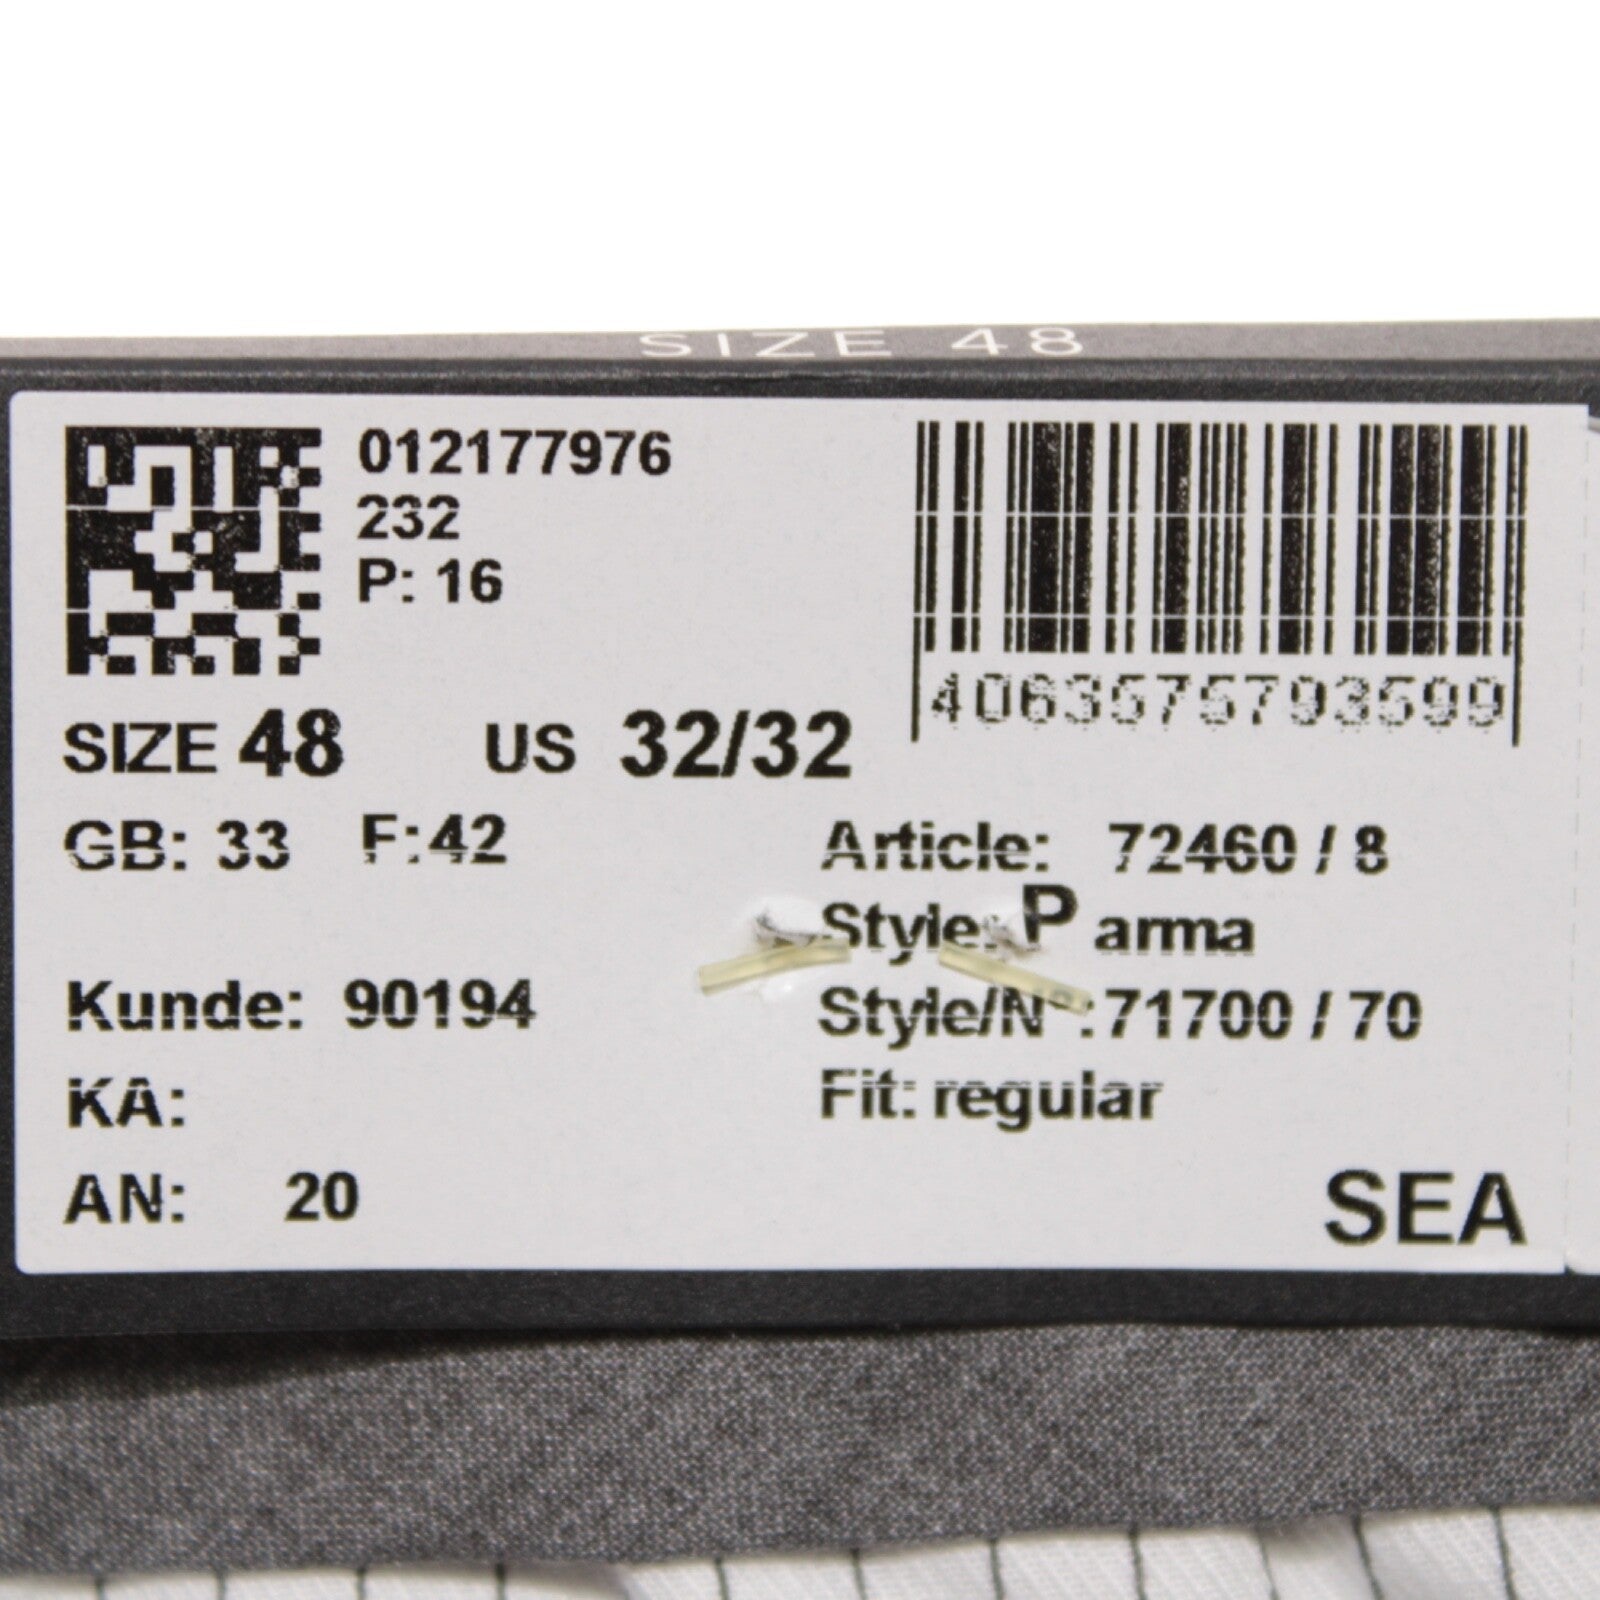 SIZE 48
012177976
232
P: 16
4063575793599
SIZE 48 US 32/32
GB: 33 F:42
Article: 72460 / 8
Style: Parma
Kunde: 90194
Style/N°:71700 / 70
KA:
Fit: regular
AN: 20
SEA